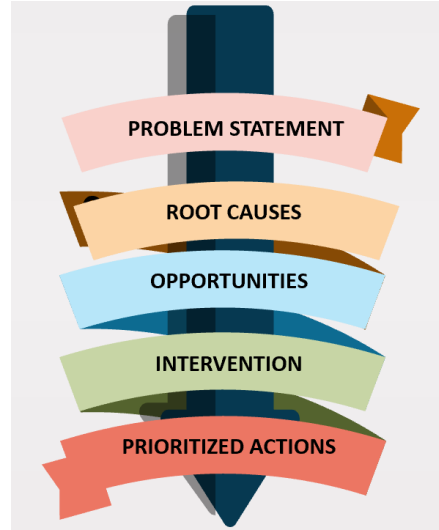 PROBLEM STATEMENT
ROOT CAUSES
OPPORTUNITIES
INTERVENTION
PRIORITIZED ACTIONS